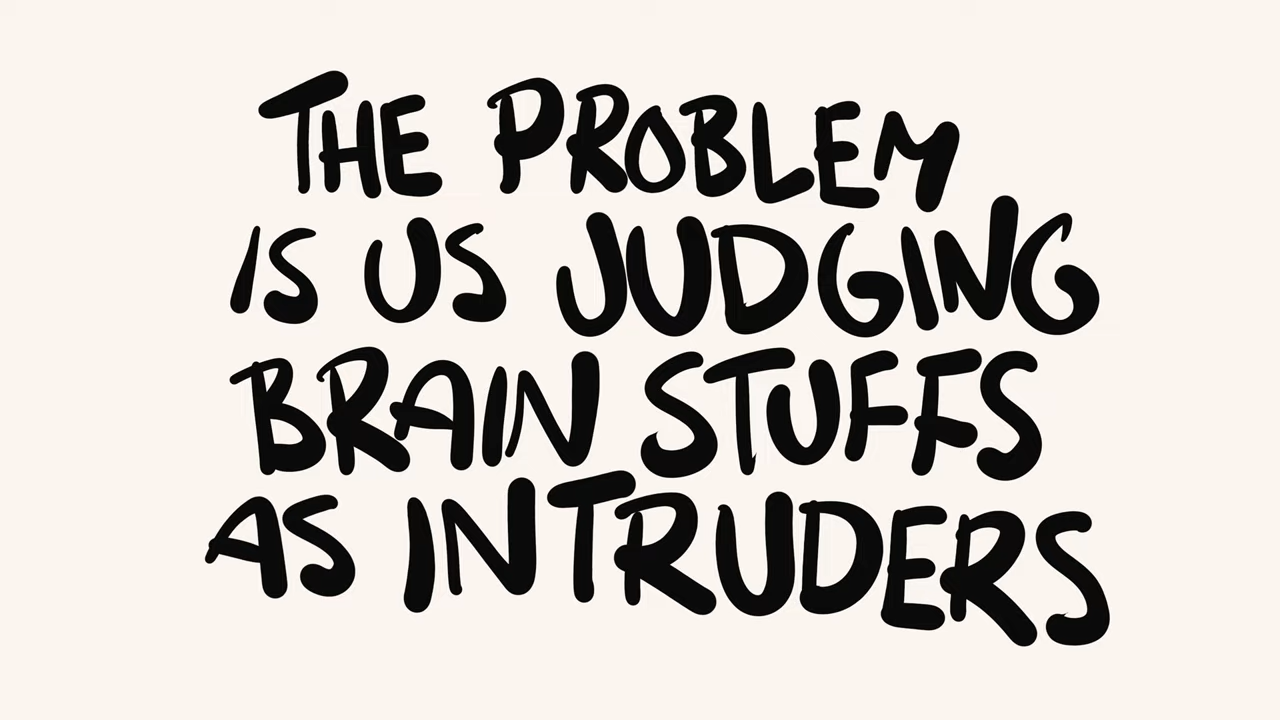 THE PROBLEM
IS US JUDGING
BRAIN STUFFS
AS INTRUDERS